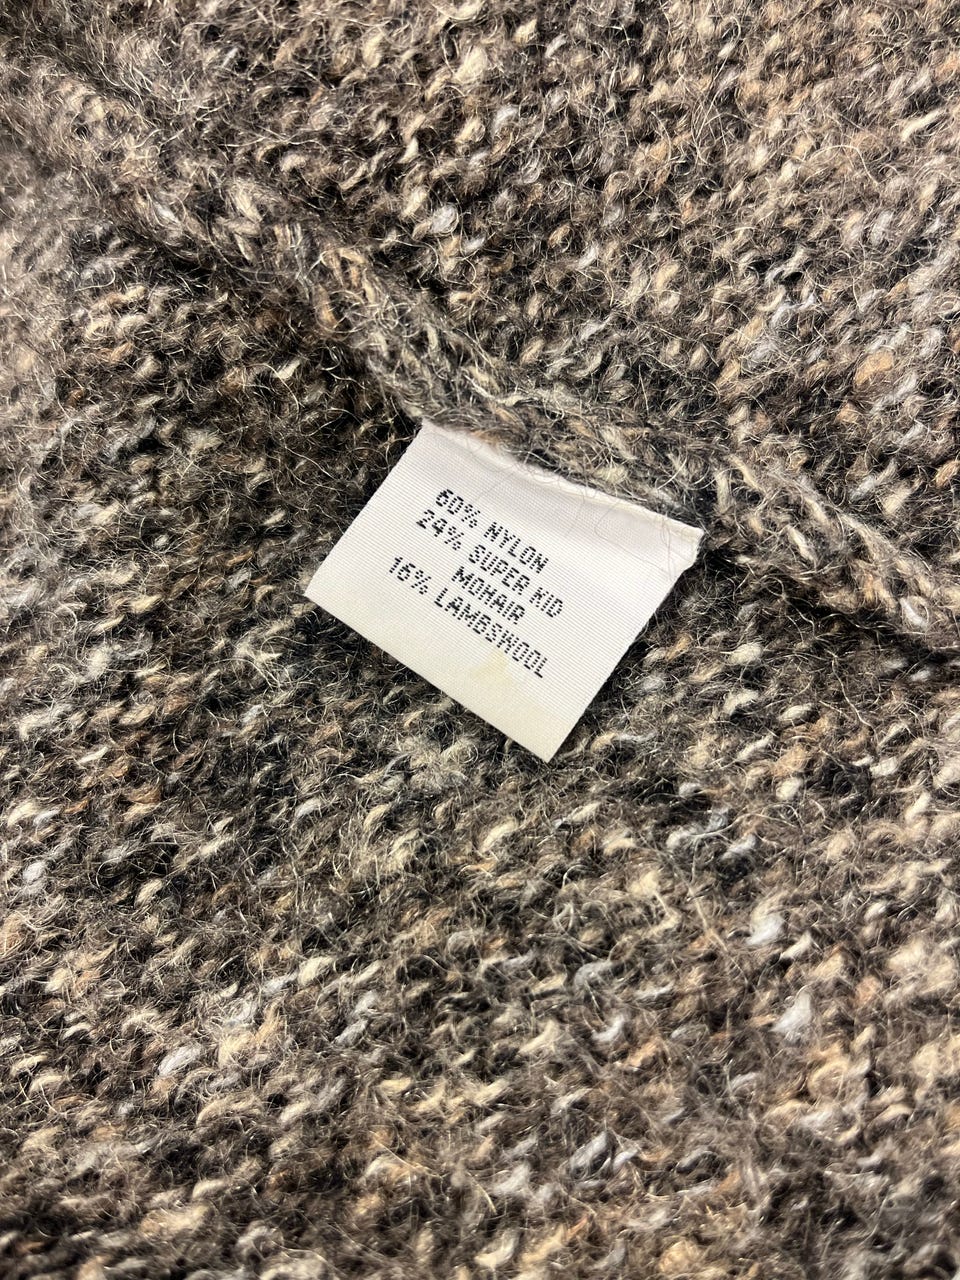 60% NYLON
24% SUPER KID
MOHAIR
16% LAMBSWOOL